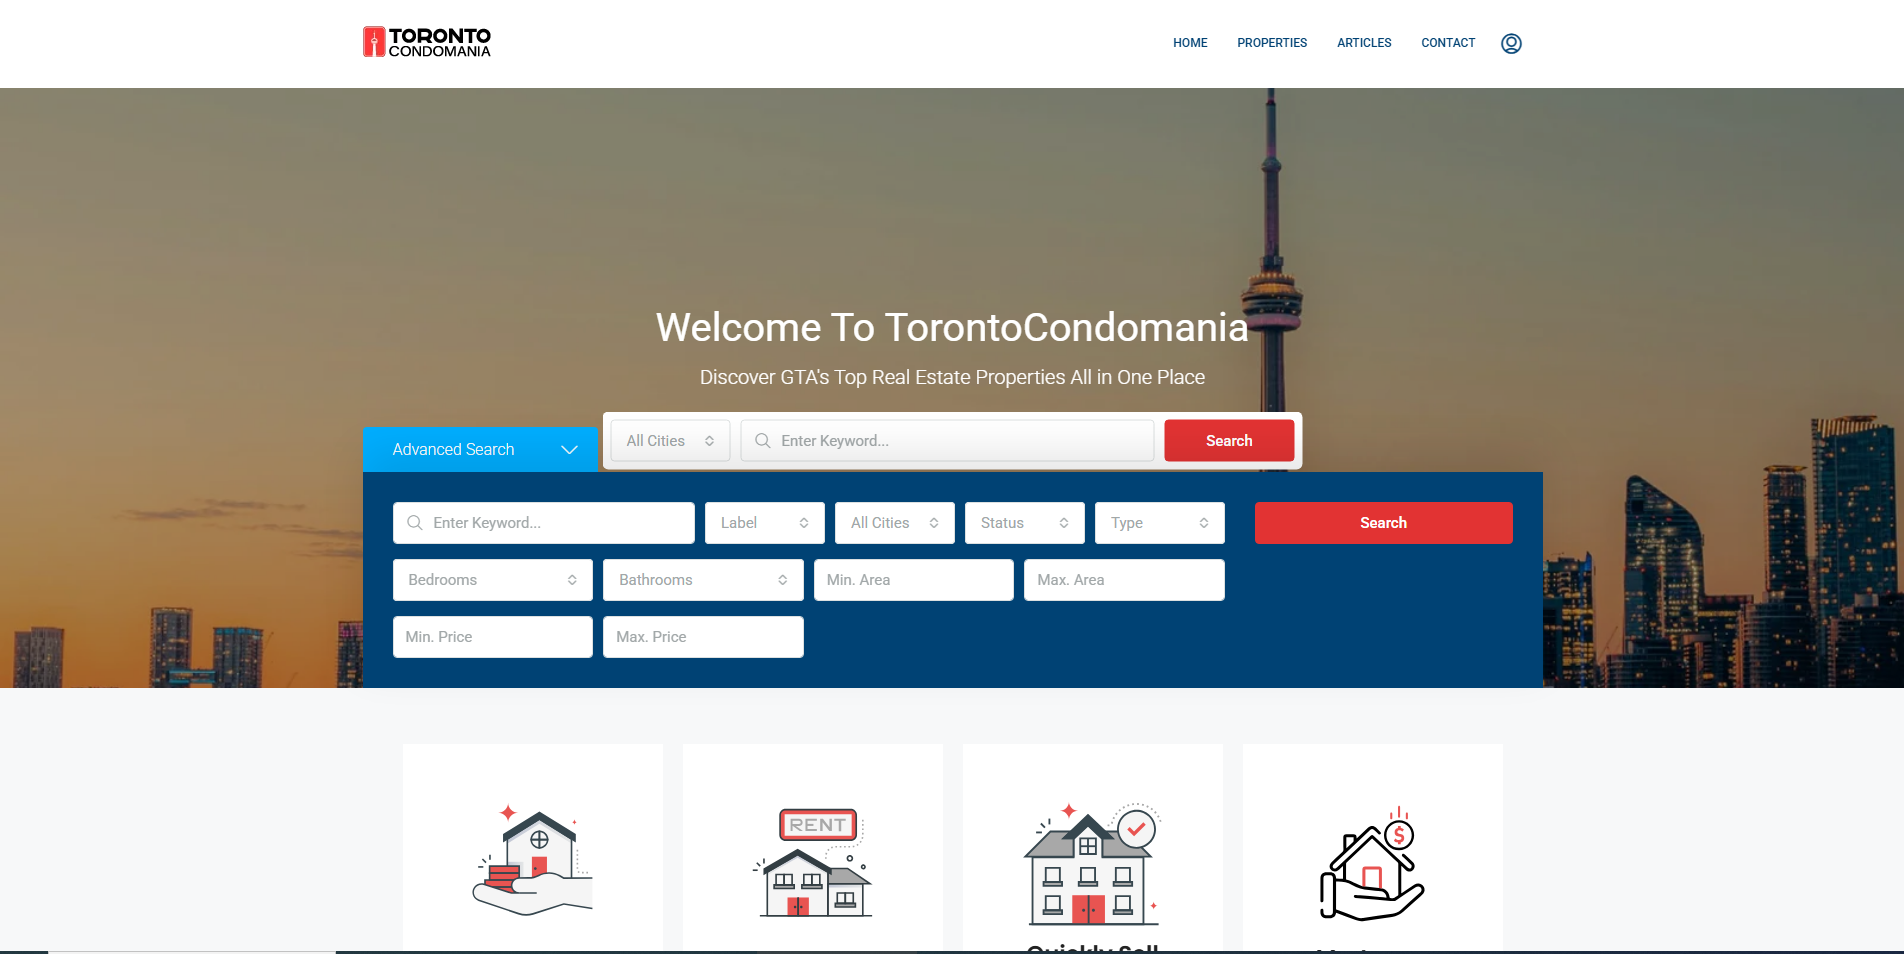 TORONTO
CONDOMANIA
HOME PROPERTIES ARTICLES CONTACT
Welcome To TorontoCondomania
Discover GTA's Top Real Estate Properties All in One Place
All Cities Enter Keyword... Search
Advanced Search
Enter Keyword... Label All Cities Status Type Search
Bedrooms Bathrooms Min. Area Max. Area
Min. Price Max. Price
RENT
$
Quickly Sell